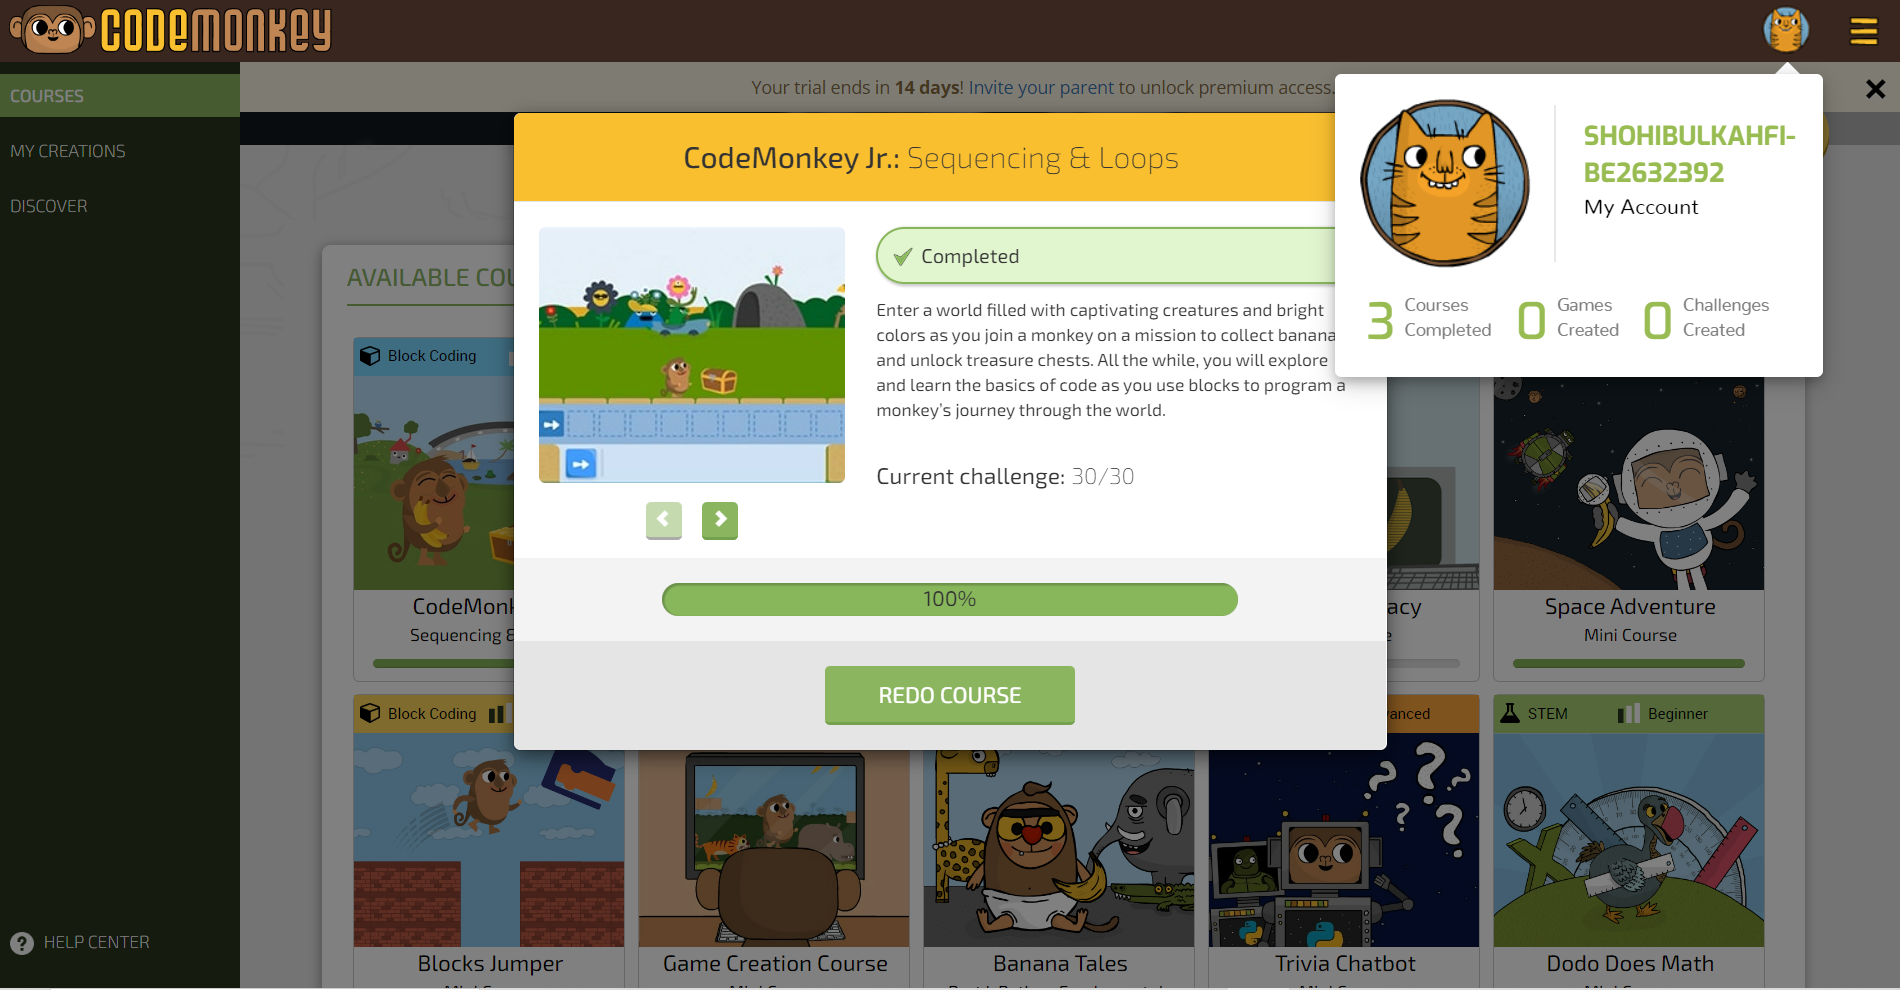 CODEMONKEY
COURSES
MY CREATIONS
DISCOVER
HELP CENTER
Your trial ends in 14 days! Invite your parent to unlock premium access.
SHOHIBULKAHFI-
BE2632392
My Account
3 Courses Completed
0 Games Created
0 Challenges Created
CodeMonkey Jr.: Sequencing & Loops
Completed
Enter a world filled with captivating creatures and bright
colors as you join a monkey on a mission to collect banana
and unlock treasure chests. All the while, you will explore
and learn the basics of code as you use blocks to program a
monkey's journey through the world.
Current challenge: 30/30
100%
REDO COURSE
AVAILABLE COU
Block Coding
CodeMonk
Sequencing &
acy
Space Adventure
Mini Course
Block Coding
anced
STEM
Beginner
Blocks Jumper
Game Creation Course
Banana Tales
Trivia Chatbot
Dodo Does Math